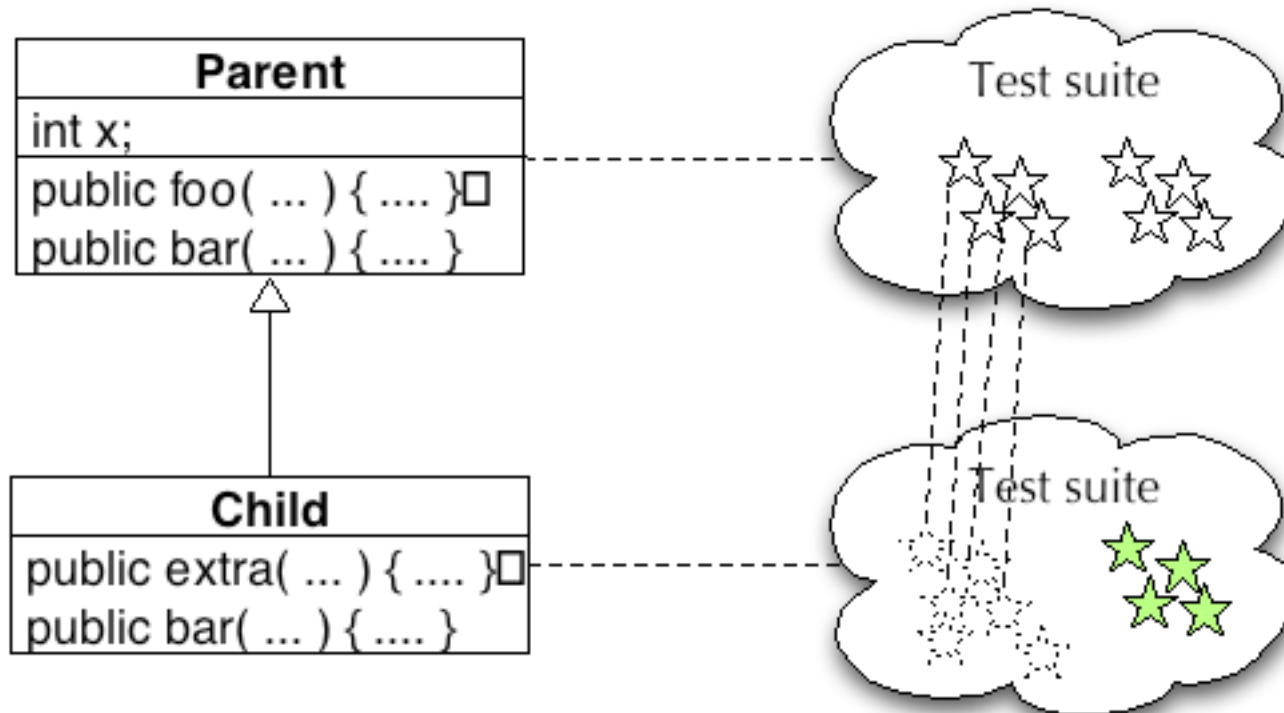 Parent
int x;
public foo( ... ) { .... }
public bar( ... ) { .... }
Test suite
Child
public extra( ... ) { .... }
public bar( ... ) { .... }
Test suite